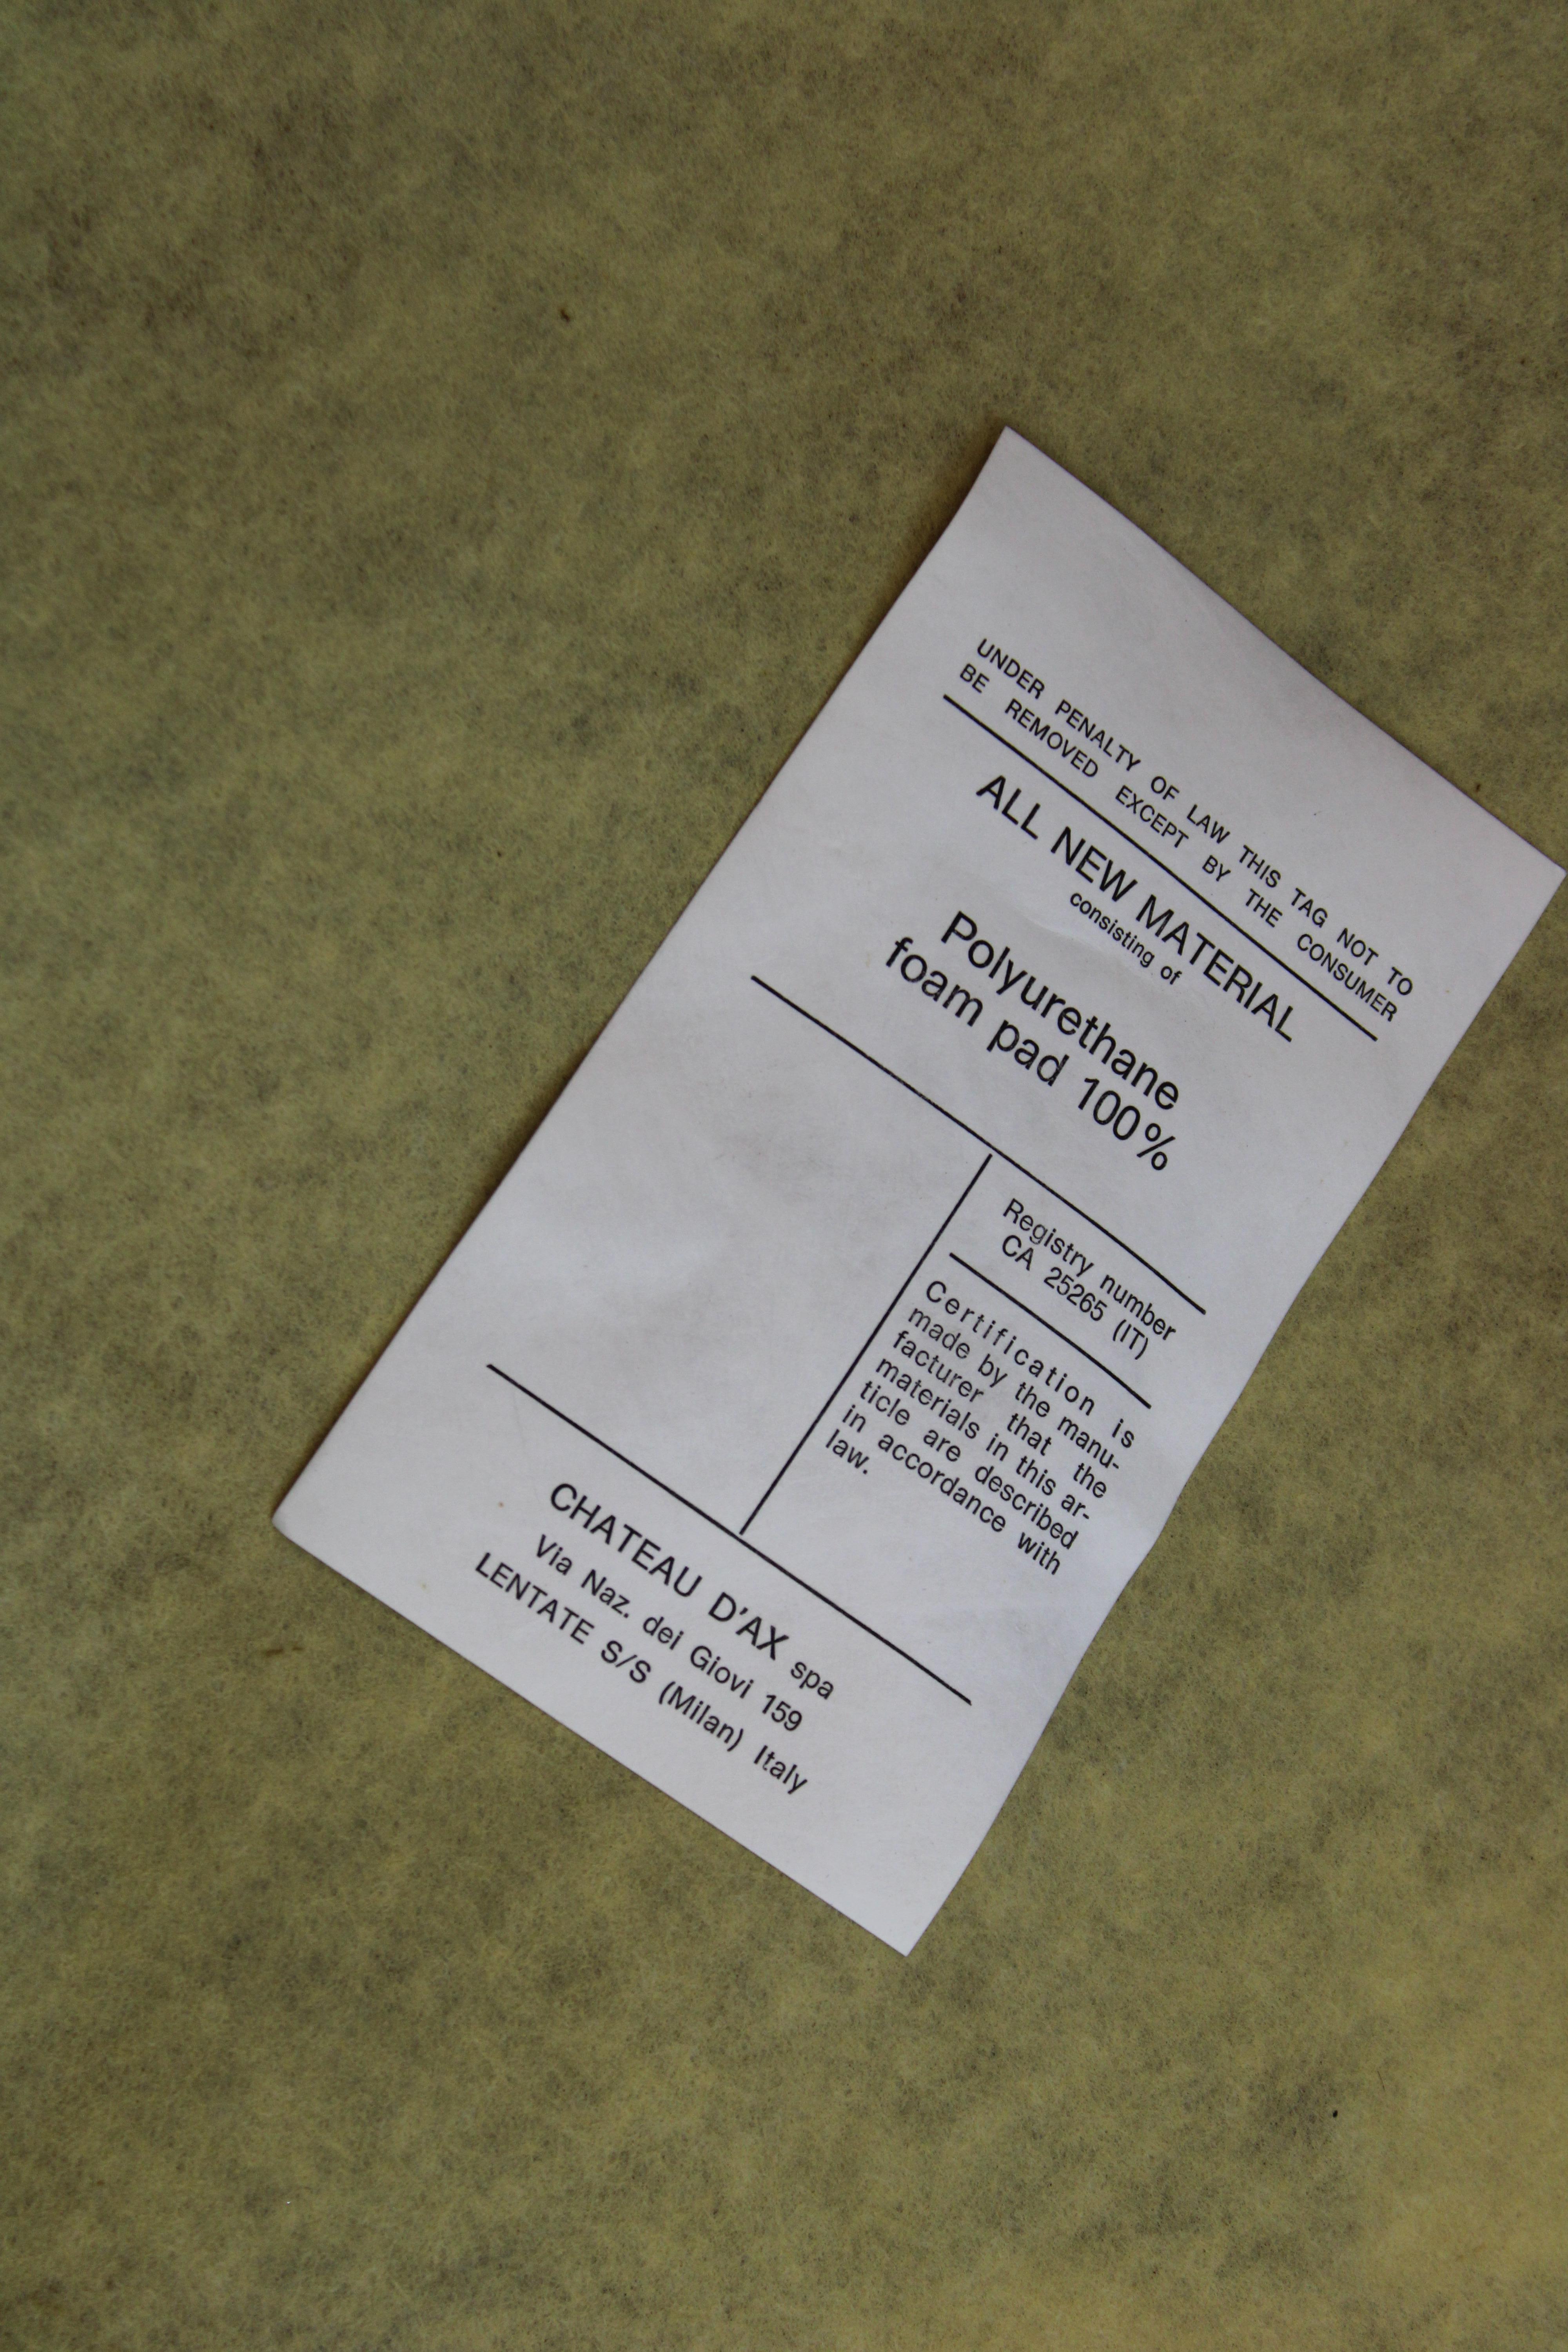 UNDER PENALTY OF LAW THIS TAG NOT TO
BE REMOVED EXCEPT BY THE CONSUMER
ALL NEW MATERIAL
consisting of
Polyurethane
foam pad 100%
Registry number
CA 25265 (IT)
Certification is
made by the manu-
facturer that the
materials in this ar-
ticle are described
in accordance with
law.
CHATEAU D'AX spa
Via Naz. dei Giovi 159
LENTATE S/S (Milan) Italy